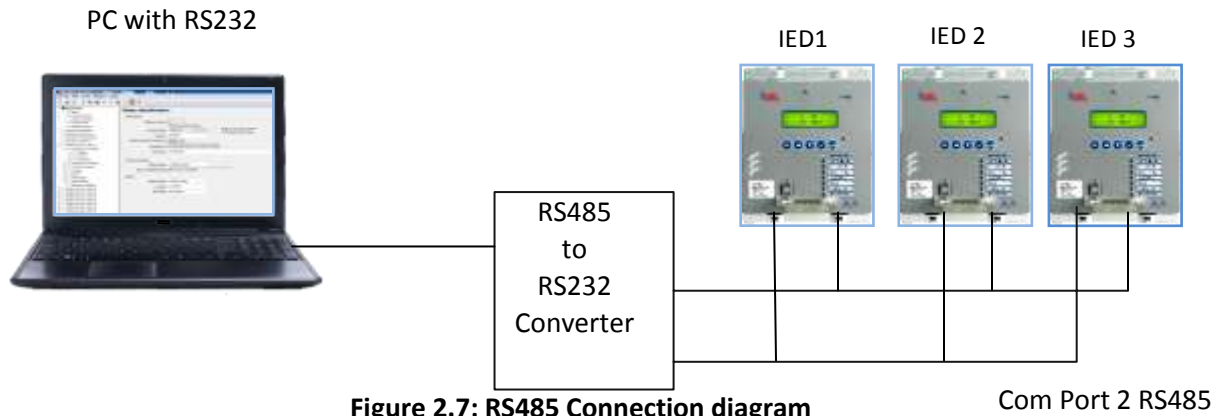 PC with RS232
IED1
IED 2
IED 3
RS485
to
RS232
Converter
Figure 2.7: RS485 Connection diagram
Com Port 2 RS485